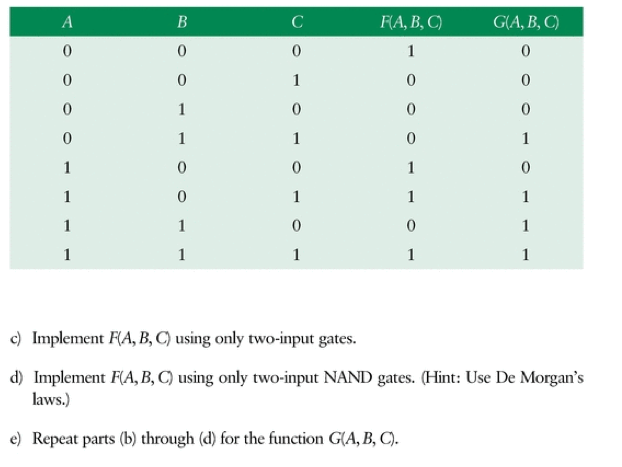 A B C F(A, B, C) G(A, B, C)
0 0 0 1 0
0 0 1 0 0
0 1 0 0 0
0 1 1 0 1
1 0 0 1 0
1 0 1 1 1
1 1 0 0 1
1 1 1 1 1
c) Implement F(A, B, C) using only two-input gates.
d) Implement F(A, B, C) using only two-input NAND gates. (Hint: Use De Morgan's
laws.)
e) Repeat parts (b) through (d) for the function G(A, B, C).